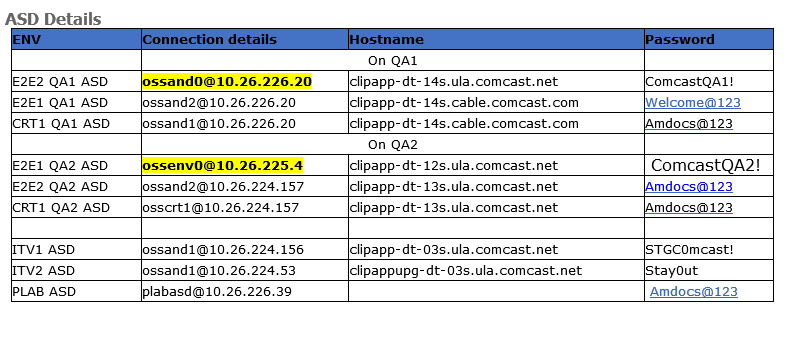 ASD Details
ENV Connection details Hostname Password
On QA1
E2E2 QA1 ASD ossand0@10.26.226.20 clipapp-dt-14s.ula.comcast.net ComcastQA1!
E2E1 QA1 ASD ossand2@10.26.226.20 clipapp-dt-14s.cable.comcast.com Welcome@123
CRT1 QA1 ASD ossand1@10.26.226.20 clipapp-dt-14s.cable.comcast.com Amdocs@123
On QA2
E2E1 QA2 ASD ossenv0@10.26.225.4 clipapp-dt-12s.ula.comcast.net ComcastQA2!
E2E2 QA2 ASD ossand2@10.26.224.157 clipapp-dt-13s.ula.comcast.net Amdocs@123
CRT1 QA2 ASD osscrt1@10.26.224.157 clipapp-dt-13s.ula.comcast.net Amdocs@123
ITV1 ASD ossand1@10.26.224.156 clipapp-dt-03s.ula.comcast.net STGC0mcast!
ITV2 ASD ossand1@10.26.224.53 clipappupg-dt-03s.ula.comcast.net Stay0ut
PLAB ASD plabasd@10.26.226.39 Amdocs@123